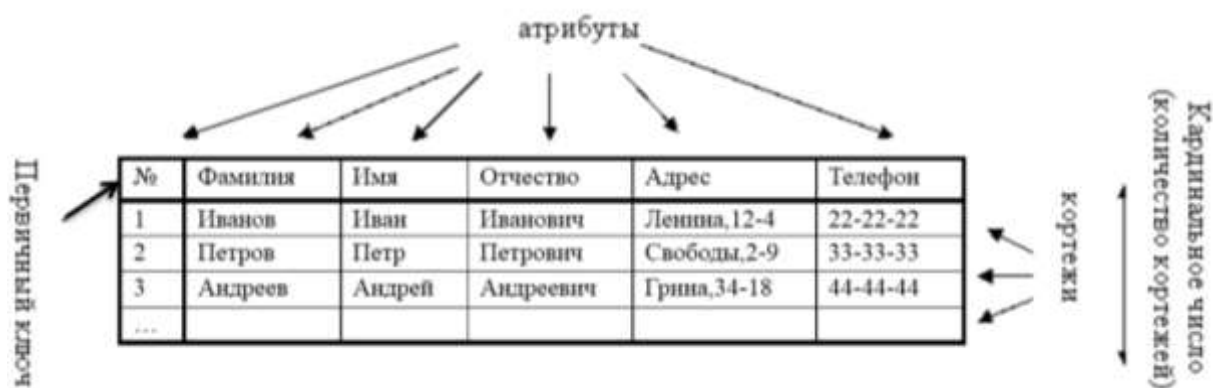 атрибуты
Первичный ключ
№ Фамилия Имя Отчество Адрес Телефон
1 Иванов Иван Иванович Ленина,12-4 22-22-22
2 Петров Петр Петрович Свободы,2-9 33-33-33
3 Андреев Андрей Андреевич Грина,34-18 44-44-44
...
кортежи
Кардинальное число
(количество кортежей)